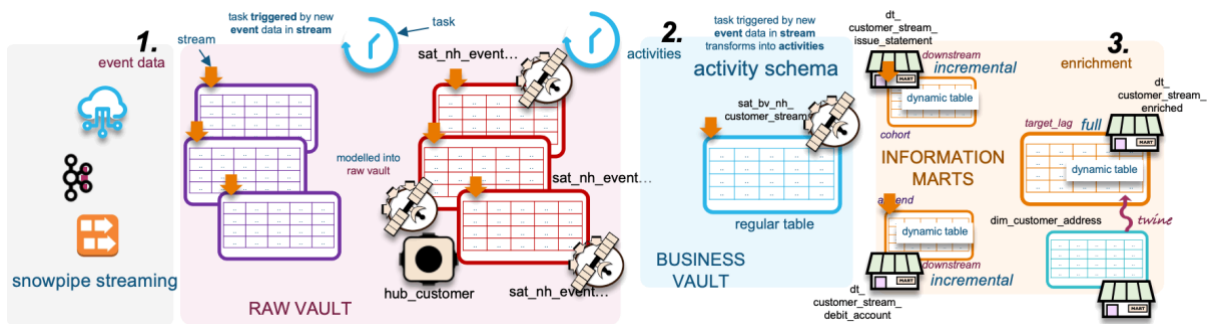 1.
event data
snowpipe streaming
stream
task triggered by new
event data in stream
task
sat_nh_event...
modelled into
raw vault
sat_nh_event...
hub_customer
sat_nh_event...
RAW VAULT
2.
activities
task triggered by new
event data in stream
transforms into activities
activity schema
sat_bv_nh_
customer_stream
regular table
BUSINESS
VAULT
dt_
customer_stream_
issue_statement
downstream
incremental
dynamic table
cohort
INFORMATION
MARTS
append
dynamic table
downstream
incremental
dt_
customer_stream_
debit_account
3.
enrichment
dt_
customer_stream_
enriched
target_lag
full
MART
dynamic table
dim_customer_address
twine